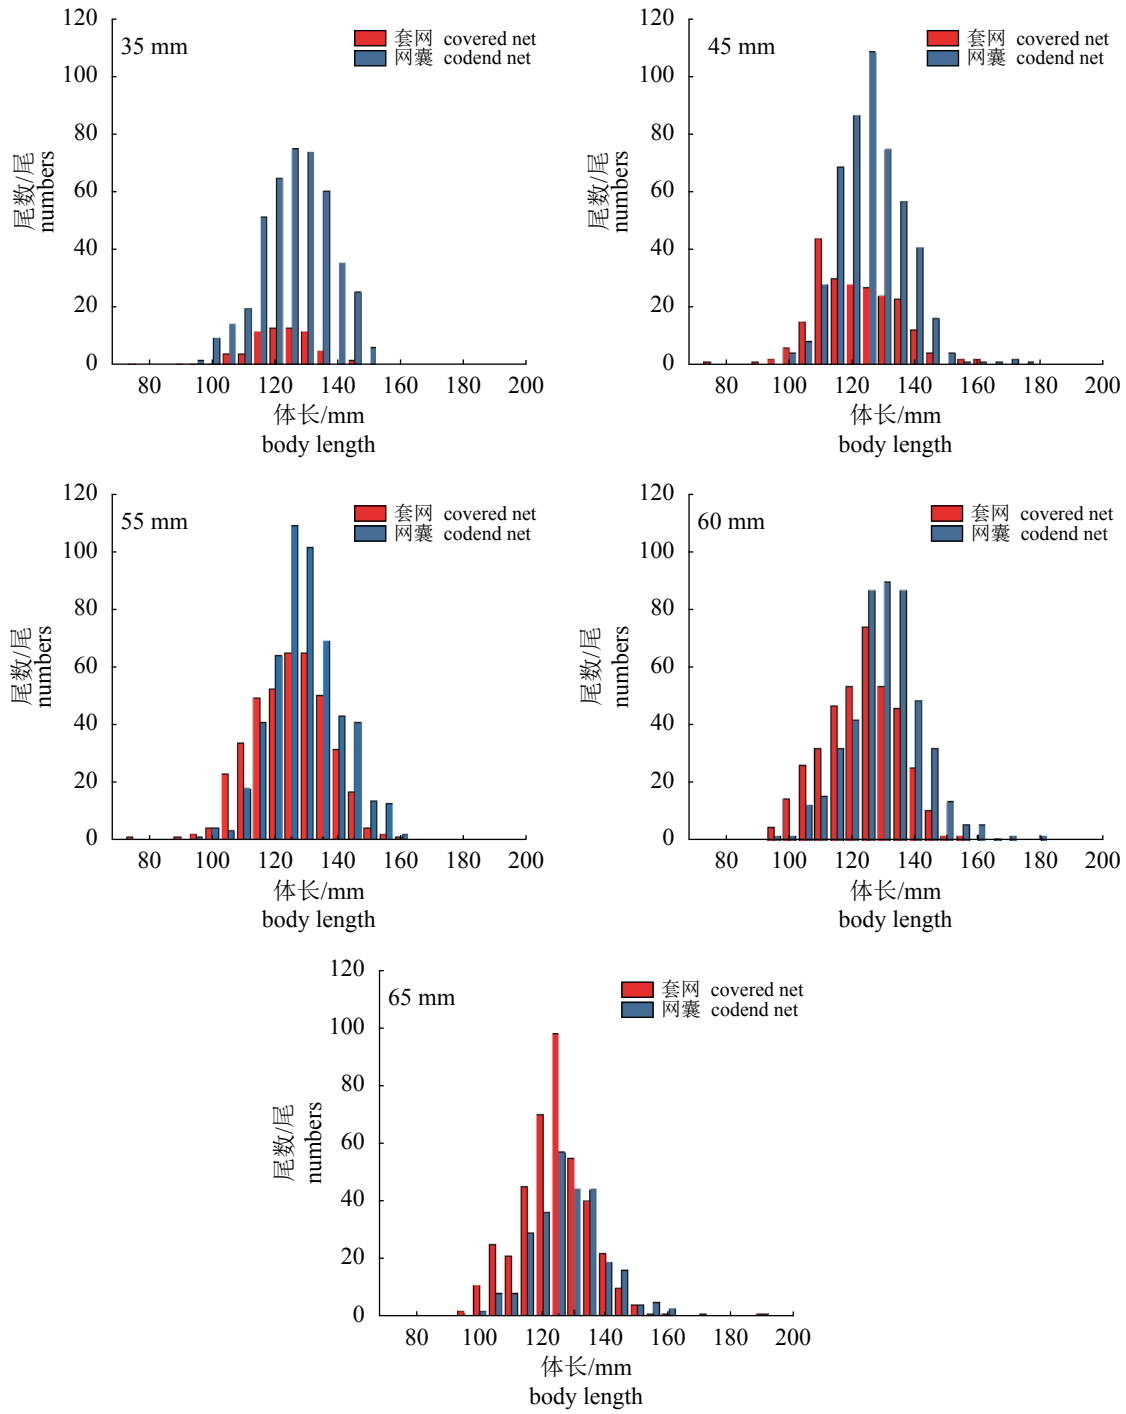 35 mm
套网 covered net
网囊 codend net
120
100
80
60
40
20
0
尾数/尾
numbers
80 100 120 140 160 180 200
体长/mm
body length
45 mm
套网 covered net
网囊 codend net
120
100
80
60
40
20
0
尾数/尾
numbers
80 100 120 140 160 180 200
体长/mm
body length
55 mm
套网 covered net
网囊 codend net
120
100
80
60
40
20
0
尾数/尾
numbers
80 100 120 140 160 180 200
体长/mm
body length
60 mm
套网 covered net
网囊 codend net
120
100
80
60
40
20
0
尾数/尾
numbers
80 100 120 140 160 180 200
体长/mm
body length
65 mm
套网 covered net
网囊 codend net
120
100
80
60
40
20
0
尾数/尾
numbers
80 100 120 140 160 180 200
体长/mm
body length